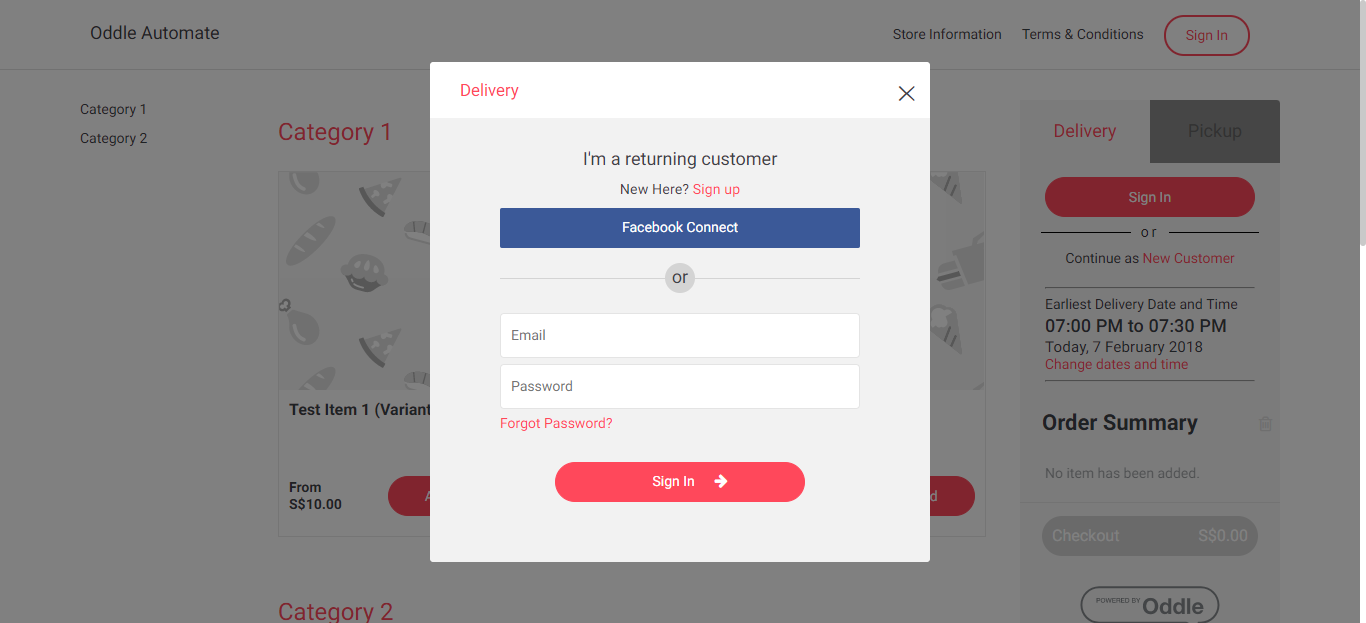 Oddle Automate
Store Information
Terms & Conditions
Sign In
Category 1
Category 2
Category 1
Test Item 1 (Variant
From
S$10.00
Category 2
Delivery
I'm a returning customer
New Here? Sign up
Facebook Connect
or
Email
Password
Forgot Password?
Sign In
Delivery
Pickup
Sign In
or
Continue as New Customer
Earliest Delivery Date and Time
07:00 PM to 07:30 PM
Today, 7 February 2018
Change dates and time
Order Summary
No item has been added.
Checkout S$0.00
POWERED BY Oddle